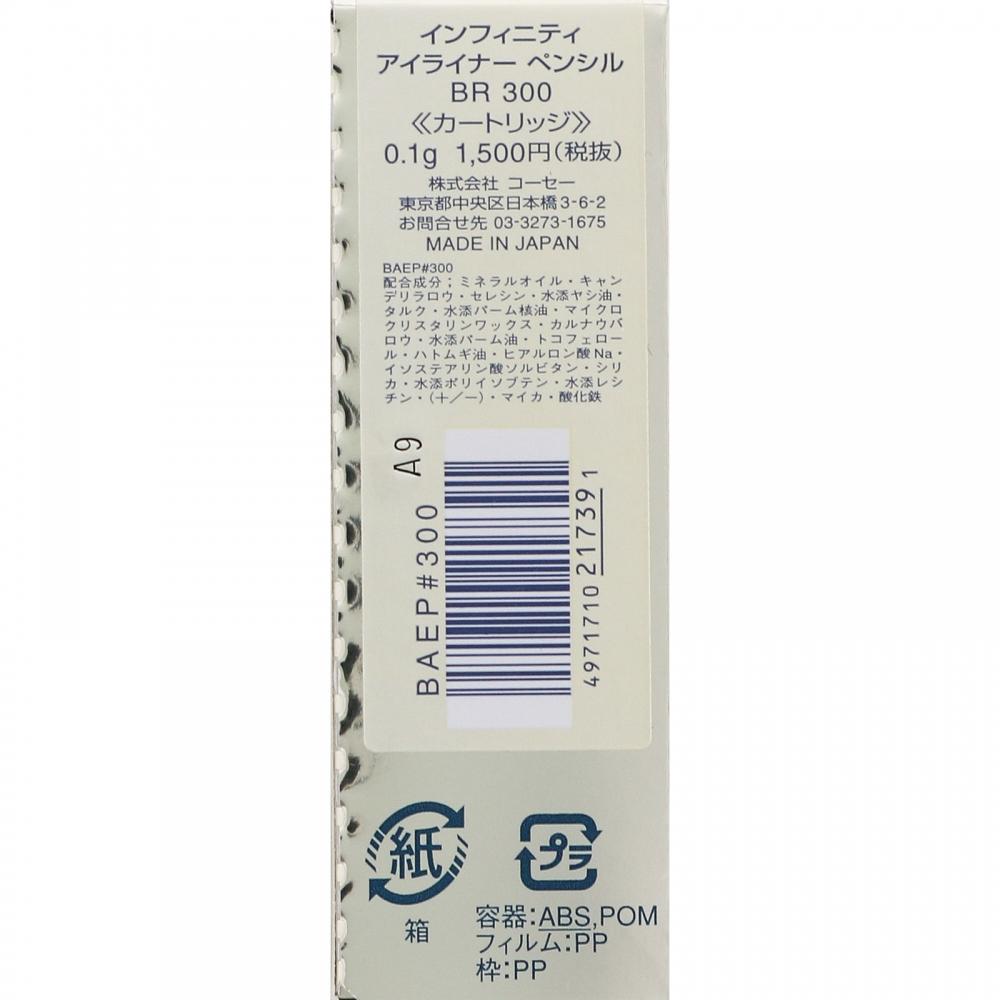 インフィニティ
アイライナー ペンシル
BR 300
《カートリッジ》
0.1g 1,500円(税抜)
株式会社 コーセー
東京都中央区日本橋3-6-2
お問合せ先 03-3273-1675
MADE IN JAPAN
BAEP#300
配合成分；ミネラルオイル・キャン
デリラロウ・セレシン・水添ヤシ油・
タルク・水添パーム核油・マイクロ
クリスタリンワックス・カルナウバ
ロウ・水添パーム油・トコフェロー
ル・ハトムギ油・ヒアルロン酸Na・
イソステアリン酸ソルビタン・シリ
カ・水添ポリイソブテン・水添レシ
チン・(＋／－)・マイカ・酸化鉄
BAEP#300 A9
4971710217391
紙
箱
プラ
容器:ABS,POM
フィルム:PP
枠:PP